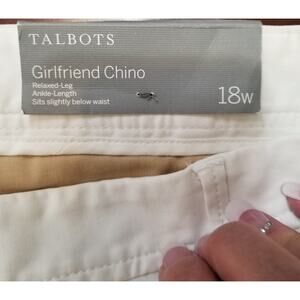 TALBOTS
Girlfriend Chino
Relaxed-Leg
Ankle-Length
Sits slightly below waist
18W